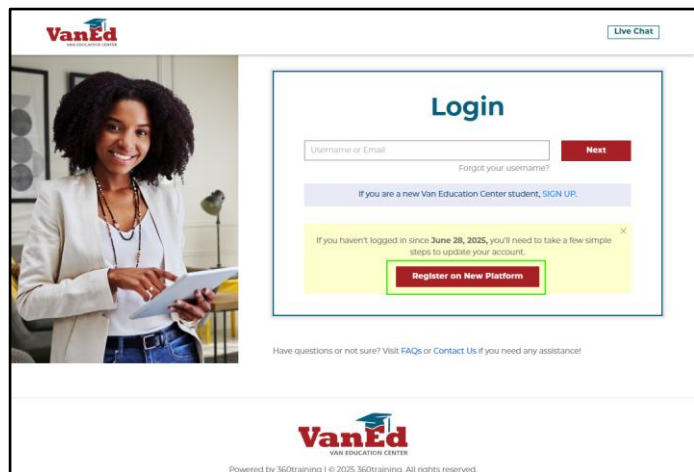 VanEd
VAN EDUCATION CENTER
Live Chat
Login
Username or Email
Next
Forgot your username?
If you are a new Van Education Center student, SIGN UP.
If you haven't logged in since June 28, 2025, you'll need to take a few simple
steps to update your account.
Register on New Platform
Have questions or not sure? Visit FAQs or Contact Us if you need any assistance!
VanEd
VAN EDUCATION CENTER
Powered by 360training | © 2025 360training. All rights reserved.